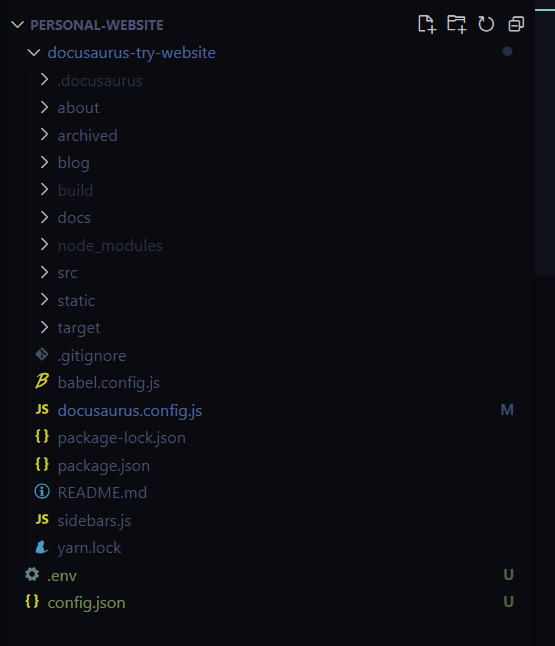 PERSONAL-WEBSITE
docusaurus-try-website
.docusaurus
about
archived
blog
build
docs
node_modules
src
static
target
.gitignore
babel.config.js
JS docusaurus.config.js M
{} package-lock.json
{} package.json
README.md
JS sidebars.js
yarn.lock
.env U
{} config.json U